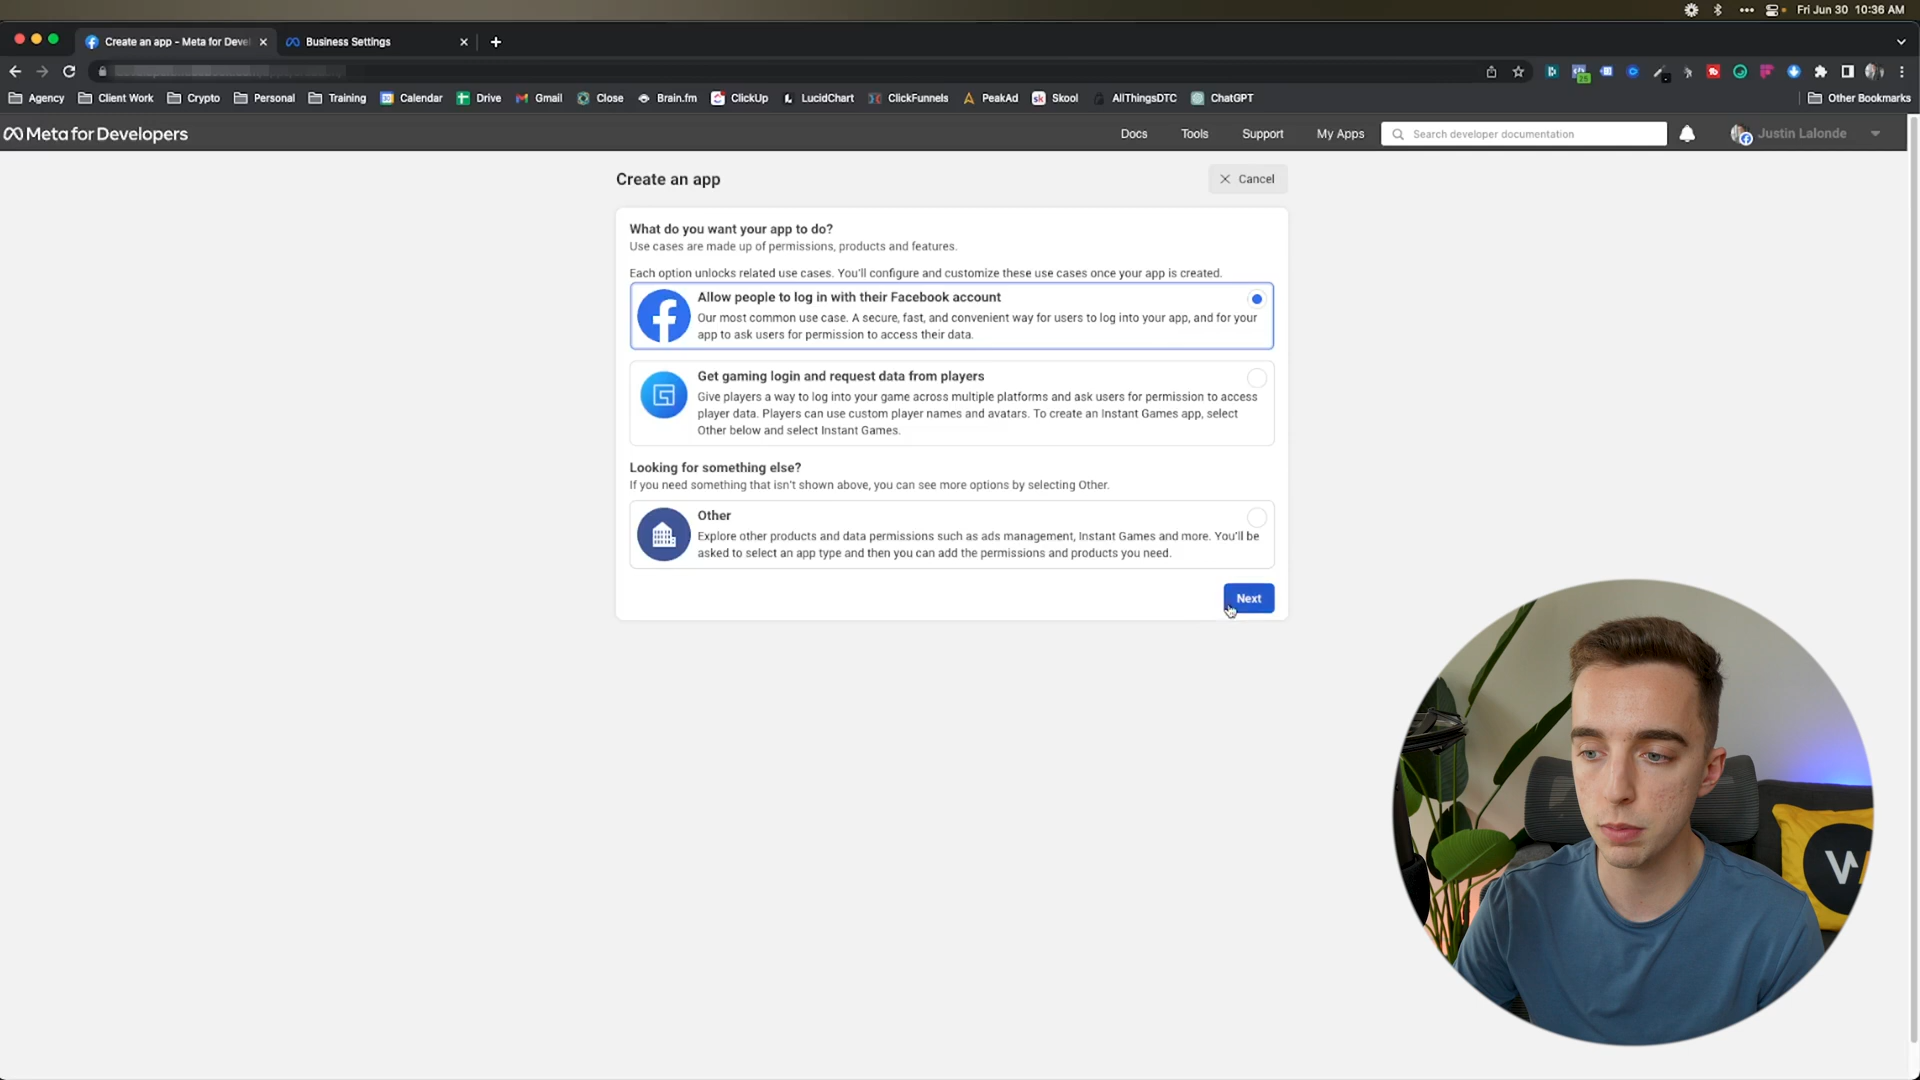 Fri Jun 30 10:36 AM
Create an app - Meta for Deve
Business Settings
Agency
Client Work
Crypto
Personal
Training
Calendar
Drive
Gmail
Close
Brain.fm
ClickUp
LucidChart
ClickFunnels
PeakAd
Skool
AllThingsDTC
ChatGPT
Other Bookmarks
Meta for Developers
Docs
Tools
Support
My Apps
Search developer documentation
Justin Lalonde
Create an app
Cancel
What do you want your app to do?
Use cases are made up of permissions, products and features.
Each option unlocks related use cases. You'll configure and customize these use cases once your app is created.
Allow people to log in with their Facebook account
Our most common use case. A secure, fast, and convenient way for users to log into your app, and for your
app to ask users for permission to access their data.
Get gaming login and request data from players
Give players a way to log into your game across multiple platforms and ask users for permission to access
player data. Players can use custom player names and avatars. To create an Instant Games app, select
Other below and select Instant Games.
Looking for something else?
If you need something that isn't shown above, you can see more options by selecting Other.
Other
Explore other products and data permissions such as ads management, Instant Games and more. You'll be
asked to select an app type and then you can add the permissions and products you need.
Next